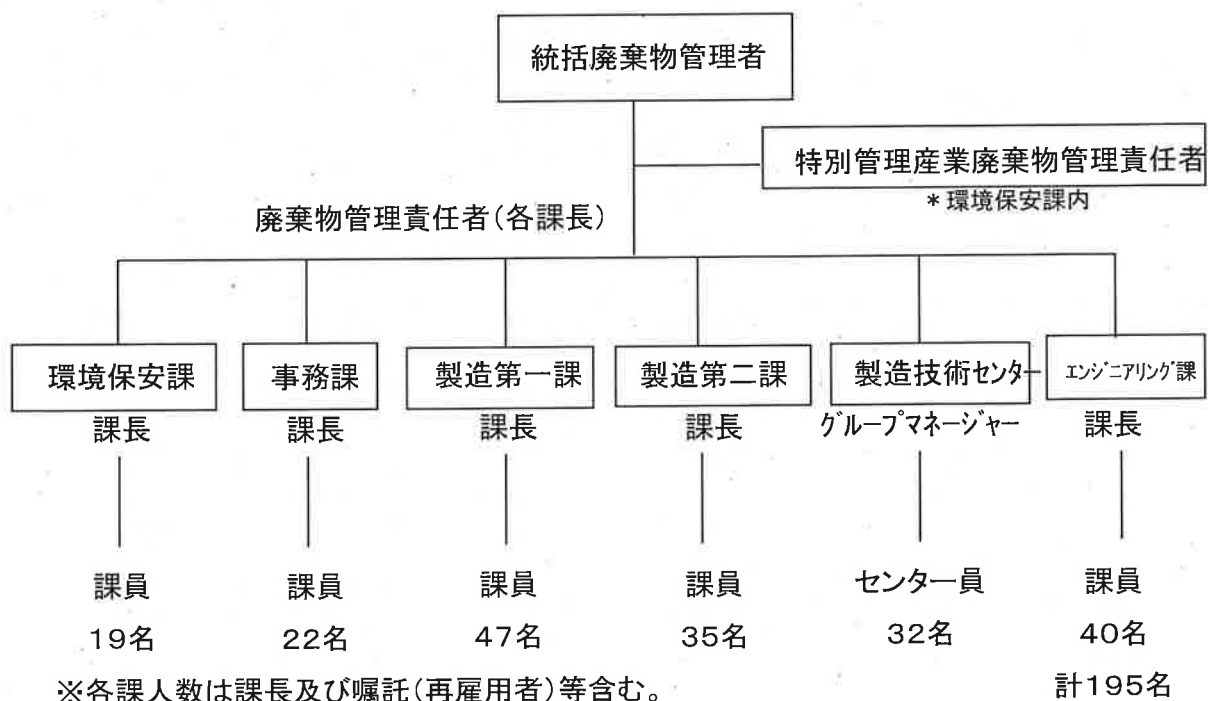 統括廃棄物管理者
特別管理産業廃棄物管理責任者
＊環境保安課内
廃棄物管理責任者(各課長)
環境保安課 事務課 製造第一課 製造第二課 製造技術センター ｴﾝｼﾞﾆｱﾘﾝｸﾞ課
課長 課長 課長 課長 ｸﾞﾙｰﾌﾟﾏﾈｰｼﾞｬｰ 課長
課員 課員 課員 課員 センター員 課員
19名 22名 47名 35名 32名 40名
※各課人数は課長及び嘱託(再雇用者)等含む。 計195名